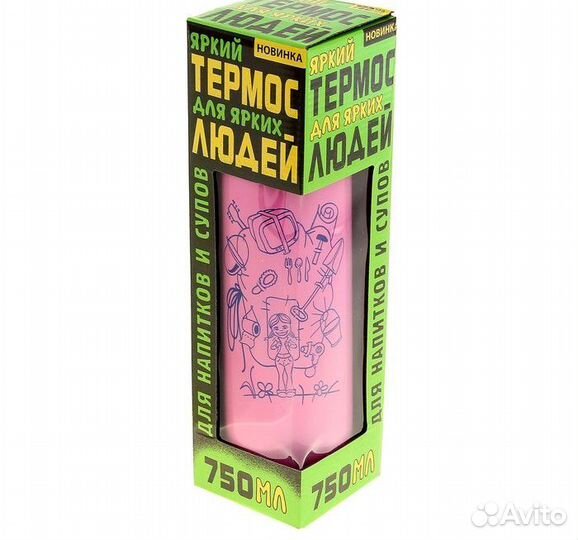 ЯРКИЙ
НОВИНКА
ТЕРМОС
ДЛЯ ЯРКИХ
ЛЮДЕЙ
ДЛЯ НАПИТКОВ И СУПОВ
750МЛ
ЯРКИЙ
НОВИНКА
ТЕРМОС
ДЛЯ ЯРКИХ
ЛЮДЕЙ
ДЛЯ НАПИТКОВ И СУПОВ
750МЛ
Avito